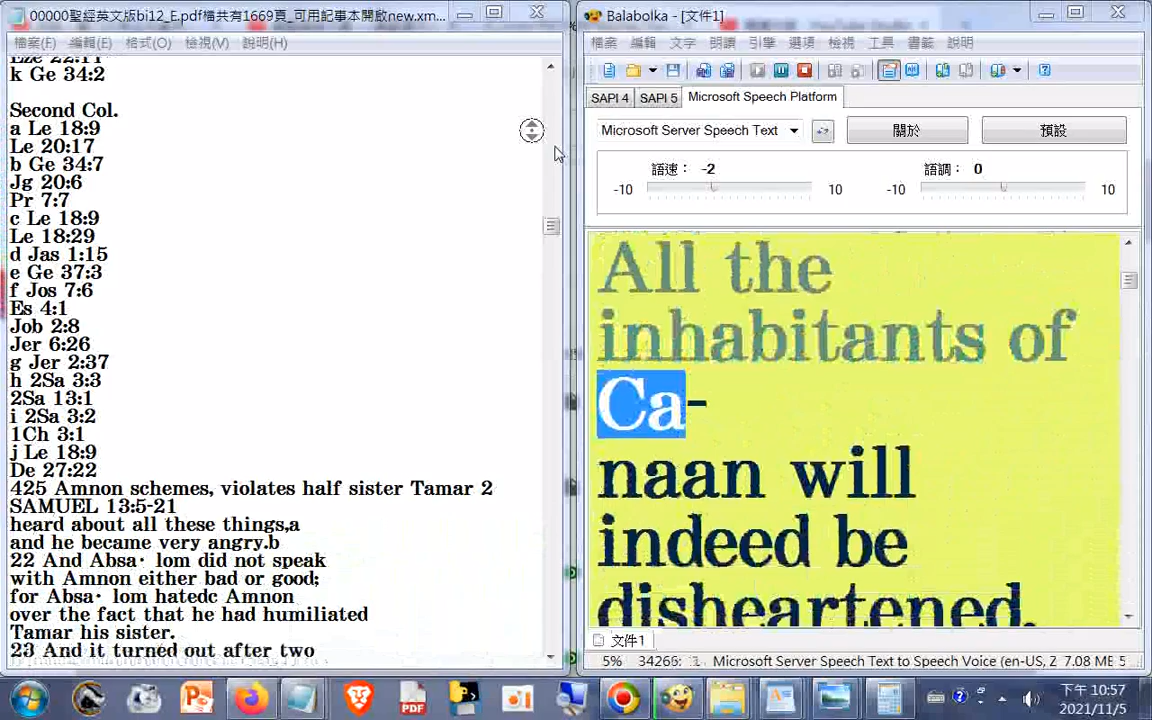 00000聖經英文版bi12_E.pdf檔共有1669頁_可用記事本開啟new.xm...
檔案(F) 編輯(E) 格式(O) 檢視(V) 說明(H)
k Ge 34:2
Second Col.
a Le 18:9
Le 20:17
b Ge 34:7
Jg 20:6
Pr 7:7
c Le 18:9
Le 18:29
d Jas 1:15
e Ge 37:3
f Jos 7:6
Es 4:1
Job 2:8
Jer 6:26
g Jer 2:37
h 2Sa 3:3
2Sa 13:1
i 2Sa 3:2
1Ch 3:1
j Le 18:9
De 27:22
425 Amnon schemes, violates half sister Tamar 2
SAMUEL 13:5-21
heard about all these things,a
and he became very angry.b
22 And Absa· lom did not speak
with Amnon either bad or good;
for Absa· lom hatedc Amnon
over the fact that he had humiliated
Tamar his sister.
23 And it turned out after two
Balabolka - [文件1]
檔案 編輯 文字 朗讀 引擎 選項 檢視 工具 書籤 說明
SAPI 4 SAPI 5 Microsoft Speech Platform
Microsoft Server Speech Text 關於 預設
語速： -2 語調： 0
-10 10 -10 10
All the
inhabitants of
Ca-
naan will
indeed be
disheartened.
文件1
5% 34266: 1 Microsoft Server Speech Text to Speech Voice (en-US, Z 7.08 MB 5
下午 10:57
2021/11/5